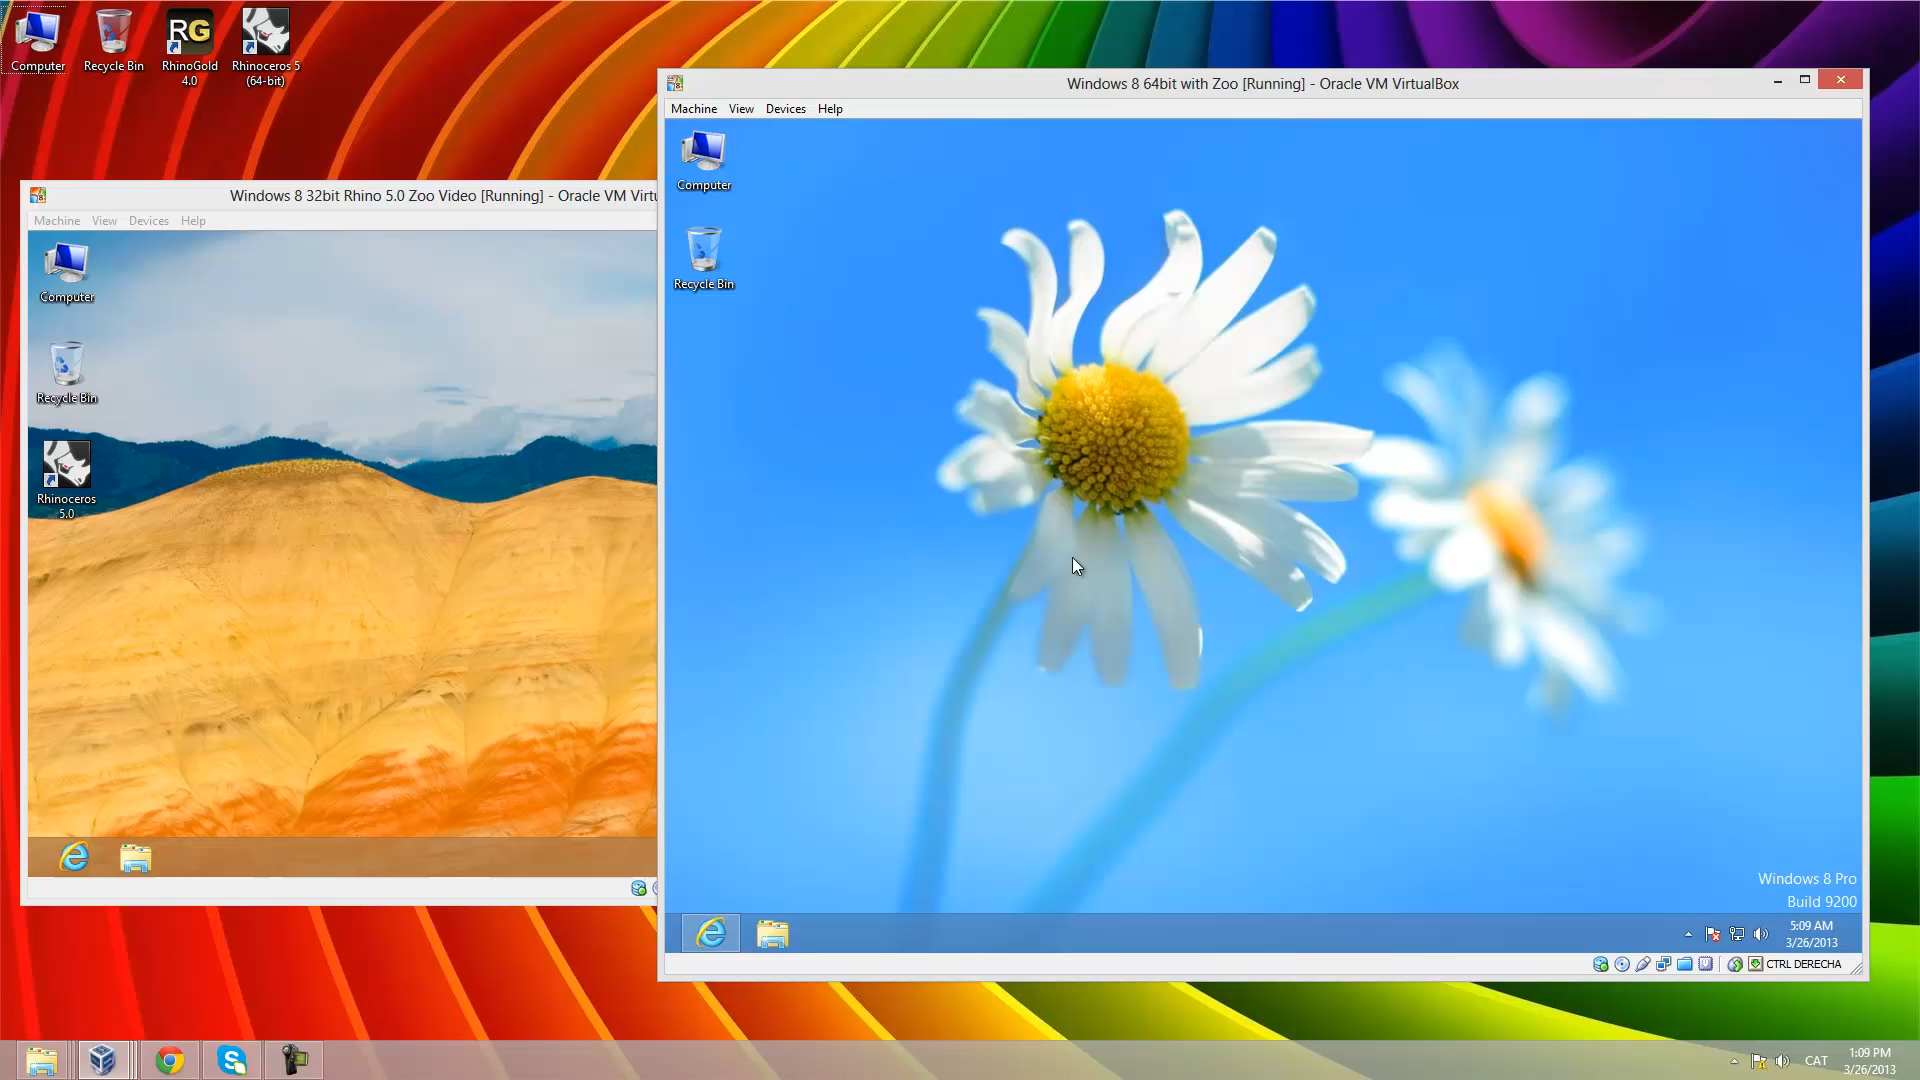 Computer
Recycle Bin
RG
RhinoGold
4.0
Rhinoceros 5
(64-bit)
Windows 8 64bit with Zoo [Running] - Oracle VM VirtualBox
Machine View Devices Help
Computer
Recycle Bin
Windows 8 32bit Rhino 5.0 Zoo Video [Running] - Oracle VM Virtu
Machine View Devices Help
Computer
Recycle Bin
Rhinoceros
5.0
Windows 8 Pro
Build 9200
5:09 AM
3/26/2013
CTRL DERECHA
CAT
1:09 PM
3/26/2013